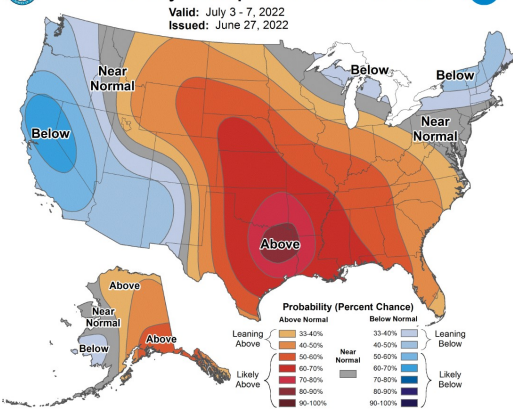 Valid: July 3 - 7, 2022
Issued: June 27, 2022
Near
Normal
Below
Below
Below
Near
Normal
Above
Above
Near
Normal
Below
Above
Probability (Percent Chance)
Above Normal
Below Normal
Leaning
Above
33-40%
40-50%
Likely
Above
50-60%
60-70%
70-80%
80-90%
90-100%
Near
Normal
33-40%
40-50%
Leaning
Below
50-60%
60-70%
70-80%
80-90%
90-100%
Likely
Below